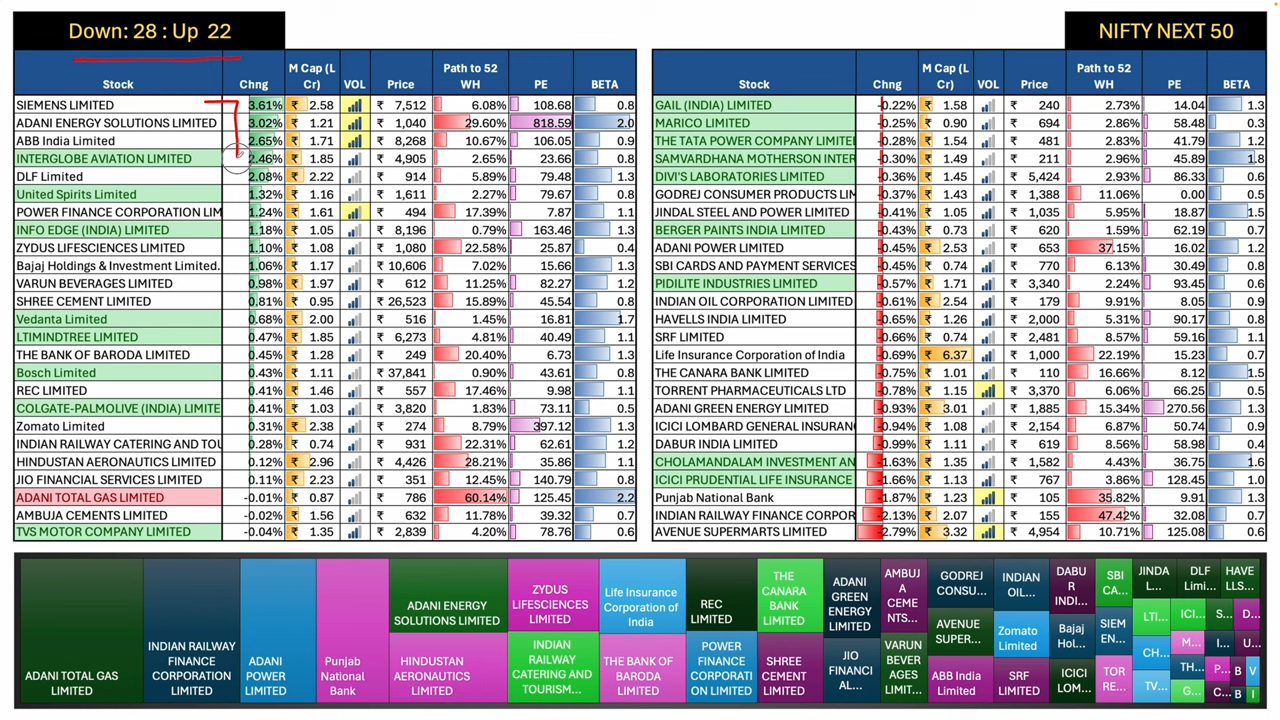 Down: 28 : Up 22
NIFTY NEXT 50
Stock Chng M Cap (L Cr) VOL Price Path to 52 WH PE BETA
SIEMENS LIMITED 3.61% ₹ 2.58 ₹ 7,512 6.08% 108.68 0.8
ADANI ENERGY SOLUTIONS LIMITED 3.02% ₹ 1.21 ₹ 1,040 29.60% 818.59 2.0
ABB India Limited 2.65% ₹ 1.71 ₹ 8,268 10.67% 106.05 0.9
INTERGLOBE AVIATION LIMITED 2.46% ₹ 1.85 ₹ 4,905 2.65% 23.66 0.8
DLF Limited 2.08% ₹ 2.22 ₹ 914 5.89% 79.48 1.3
United Spirits Limited 1.32% ₹ 1.16 ₹ 1,611 2.27% 79.67 0.8
POWER FINANCE CORPORATION LIM 1.24% ₹ 1.61 ₹ 494 17.39% 7.87 1.1
INFO EDGE (INDIA) LIMITED 1.18% ₹ 1.05 ₹ 8,196 0.79% 163.46 1.3
ZYDUS LIFESCIENCES LIMITED 1.10% ₹ 1.08 ₹ 1,080 22.58% 25.87 0.4
Bajaj Holdings & Investment Limited. 1.06% ₹ 1.17 ₹ 10,606 7.02% 15.66 1.3
VARUN BEVERAGES LIMITED 0.98% ₹ 1.97 ₹ 612 11.25% 82.27 1.2
SHREE CEMENT LIMITED 0.81% ₹ 0.95 ₹ 26,523 15.89% 45.54 0.8
Vedanta Limited 0.68% ₹ 2.00 ₹ 516 1.45% 16.81 1.7
LTIMINDTREE LIMITED 0.47% ₹ 1.85 ₹ 6,273 4.81% 40.49 1.1
THE BANK OF BARODA LIMITED 0.45% ₹ 1.28 ₹ 249 20.40% 6.73 1.3
Bosch Limited 0.43% ₹ 1.11 ₹ 37,841 0.90% 43.61 0.8
REC LIMITED 0.41% ₹ 1.46 ₹ 557 17.46% 9.98 1.1
COLGATE-PALMOLIVE (INDIA) LIMITE 0.41% ₹ 1.03 ₹ 3,820 1.83% 73.11 0.5
Zomato Limited 0.31% ₹ 2.38 ₹ 274 8.79% 397.12 1.3
INDIAN RAILWAY CATERING AND TOU 0.28% ₹ 0.74 ₹ 931 22.31% 62.61 1.2
HINDUSTAN AERONAUTICS LIMITED 0.12% ₹ 2.96 ₹ 4,426 28.21% 35.86 1.1
JIO FINANCIAL SERVICES LIMITED 0.11% ₹ 2.23 ₹ 351 12.45% 140.79 0.8
ADANI TOTAL GAS LIMITED -0.01% ₹ 0.87 ₹ 786 60.14% 125.45 2.2
AMBUJA CEMENTS LIMITED -0.02% ₹ 1.56 ₹ 632 11.78% 39.32 0.7
TVS MOTOR COMPANY LIMITED -0.04% ₹ 1.35 ₹ 2,839 4.20% 78.76 0.6
Stock Chng M Cap (L Cr) VOL Price Path to 52 WH PE BETA
GAIL (INDIA) LIMITED -0.22% ₹ 1.58 ₹ 240 2.73% 14.04 1.3
MARICO LIMITED -0.25% ₹ 0.90 ₹ 694 2.86% 58.48 0.3
THE TATA POWER COMPANY LIMITE -0.28% ₹ 1.54 ₹ 481 2.83% 41.79 1.2
SAMVARDHANA MOTHERSON INTER -0.30% ₹ 1.49 ₹ 211 2.96% 45.89 1.8
DIVI'S LABORATORIES LIMITED -0.36% ₹ 1.45 ₹ 5,424 2.93% 86.33 0.6
GODREJ CONSUMER PRODUCTS LIM -0.37% ₹ 1.43 ₹ 1,388 11.06% 0.00 0.5
JINDAL STEEL AND POWER LIMITED -0.41% ₹ 1.05 ₹ 1,035 5.95% 18.87 1.5
BERGER PAINTS INDIA LIMITED -0.43% ₹ 0.73 ₹ 620 1.59% 62.19 0.7
ADANI POWER LIMITED -0.45% ₹ 2.53 ₹ 653 37.15% 16.02 1.2
SBI CARDS AND PAYMENT SERVICES -0.45% ₹ 0.74 ₹ 770 6.13% 30.49 0.8
PIDILITE INDUSTRIES LIMITED -0.57% ₹ 1.71 ₹ 3,340 2.24% 93.45 0.6
INDIAN OIL CORPORATION LIMITED -0.61% ₹ 2.54 ₹ 179 9.91% 8.05 0.9
HAVELLS INDIA LIMITED -0.65% ₹ 1.26 ₹ 2,000 5.31% 90.17 0.8
SRF LIMITED -0.66% ₹ 0.74 ₹ 2,481 8.57% 59.16 1.1
Life Insurance Corporation of India -0.69% ₹ 6.37 ₹ 1,000 22.19% 15.23 0.7
THE CANARA BANK LIMITED -0.75% ₹ 1.01 ₹ 110 16.66% 8.12 1.5
TORRENT PHARMACEUTICALS LTD -0.78% ₹ 1.15 ₹ 3,370 6.06% 66.25 0.5
ADANI GREEN ENERGY LIMITED -0.93% ₹ 3.01 ₹ 1,885 15.34% 270.56 1.3
ICICI LOMBARD GENERAL INSURAN -0.94% ₹ 1.08 ₹ 2,154 6.87% 50.74 0.9
DABUR INDIA LIMITED -0.99% ₹ 1.11 ₹ 619 8.56% 58.98 0.4
CHOLAMANDALAM INVESTMENT AN -1.63% ₹ 1.35 ₹ 1,582 4.43% 36.75 1.6
ICICI PRUDENTIAL LIFE INSURANCE -1.66% ₹ 1.13 ₹ 767 3.86% 128.45 1.0
Punjab National Bank -1.87% ₹ 1.23 ₹ 105 35.82% 9.91 1.3
INDIAN RAILWAY FINANCE CORPOR -2.13% ₹ 2.07 ₹ 155 47.42% 32.08 0.7
AVENUE SUPERMARTS LIMITED -2.79% ₹ 3.32 ₹ 4,954 10.71% 125.08 0.6
ADANI TOTAL GAS
LIMITED
INDIAN RAILWAY
FINANCE
CORPORATION
LIMITED
ADANI
POWER
LIMITED
Punjab
National
Bank
ADANI ENERGY
SOLUTIONS LIMITED
HINDUSTAN
AERONAUTICS
LIMITED
ZYDUS
LIFESCIENCES
LIMITED
INDIAN
RAILWAY
CATERING AND
TOURISM...
Life Insurance
Corporation of
India
THE BANK OF
BARODA
LIMITED
REC
LIMITED
POWER
FINANCE
CORPORATI
ON LIMITED
THE
CANARA
BANK
LIMITED
SHREE
CEMENT
LIMITED
ADANI
GREEN
ENERGY
LIMITED
JIO
FINANCI
AL...
AMBUJ
A
CEME
NTS...
VARUN
BEVER
AGES
LIMIT...
GODREJ
CONSU...
AVENUE
SUPER...
ABB India
Limited
INDIAN
OIL...
Zomato
Limited
SRF
LIMITED
DABU
R
INDI...
Bajaj
Hol...
ICICI
LOM...
SBI
CA...
SIEM
EN...
TOR
RE...
JINDA
L...
LTI...
CH...
TV...
DLF
Limi...
ICI...
M...
TH...
G...
HAVE
LLS...
S...
D...
I...
U...
P...
B
V
C...
B
I